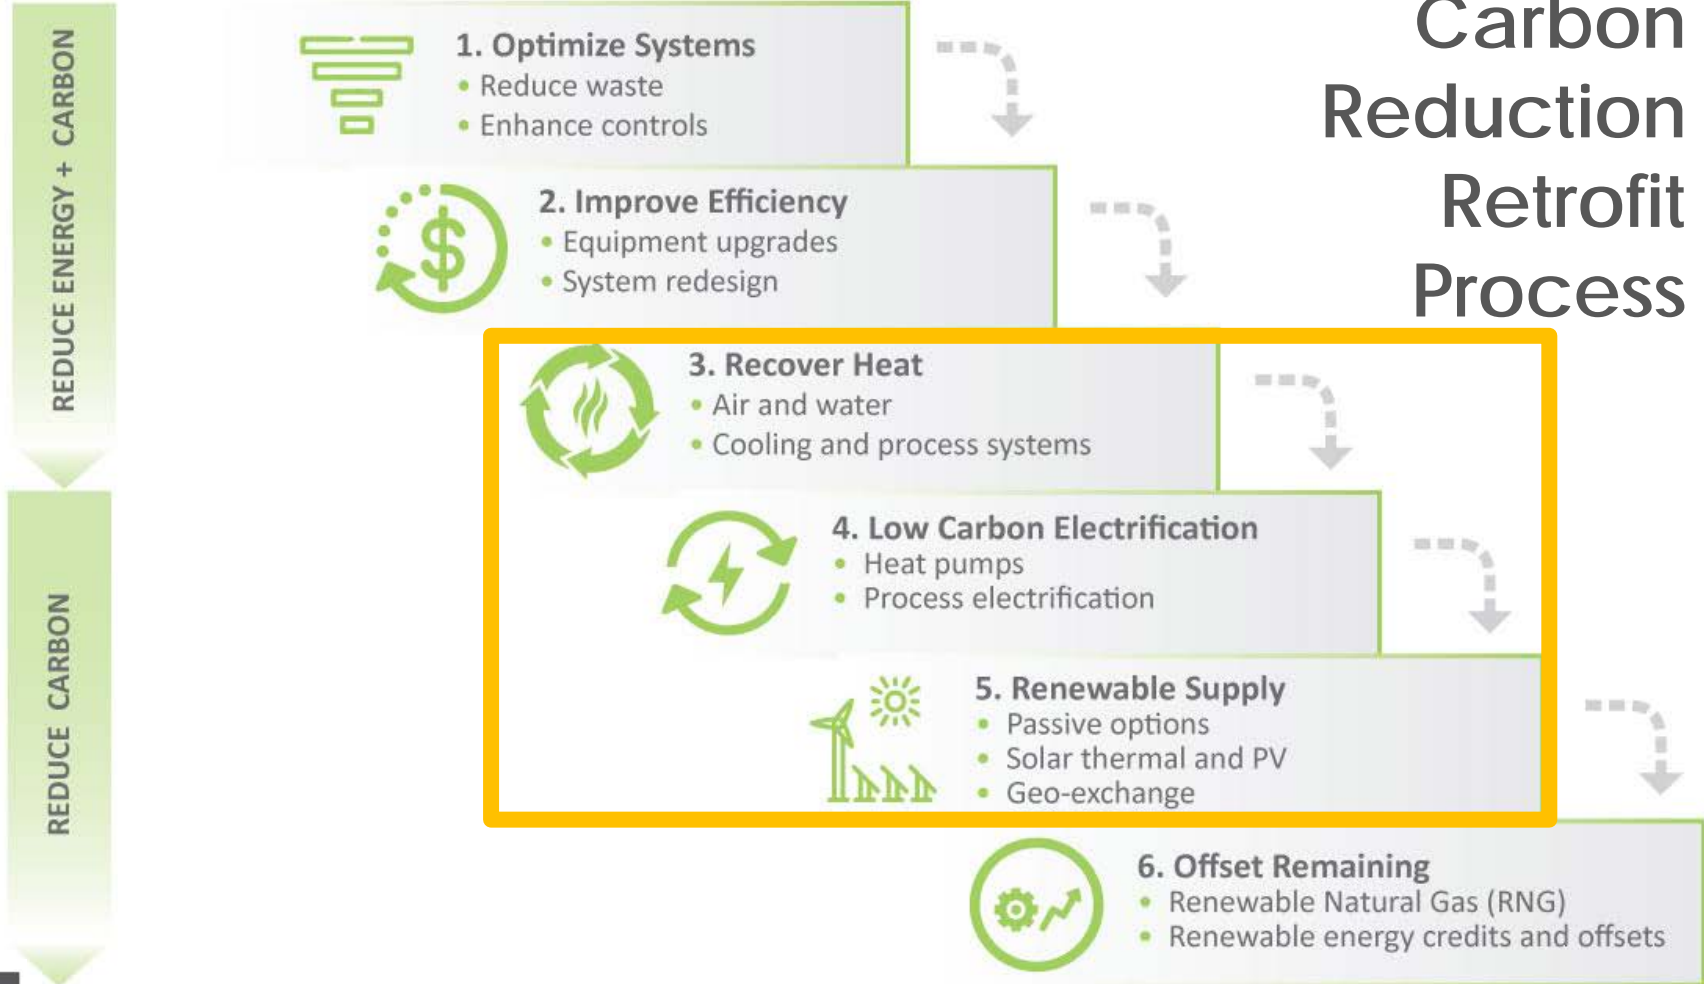 Carbon
Reduction
Retrofit
Process
REDUCE ENERGY + CARBON
1. Optimize Systems
• Reduce waste
• Enhance controls
2. Improve Efficiency
• Equipment upgrades
• System redesign
$
3. Recover Heat
• Air and water
• Cooling and process systems
REDUCE CARBON
4. Low Carbon Electrification
• Heat pumps
• Process electrification
5. Renewable Supply
• Passive options
• Solar thermal and PV
• Geo-exchange
6. Offset Remaining
• Renewable Natural Gas (RNG)
• Renewable energy credits and offsets